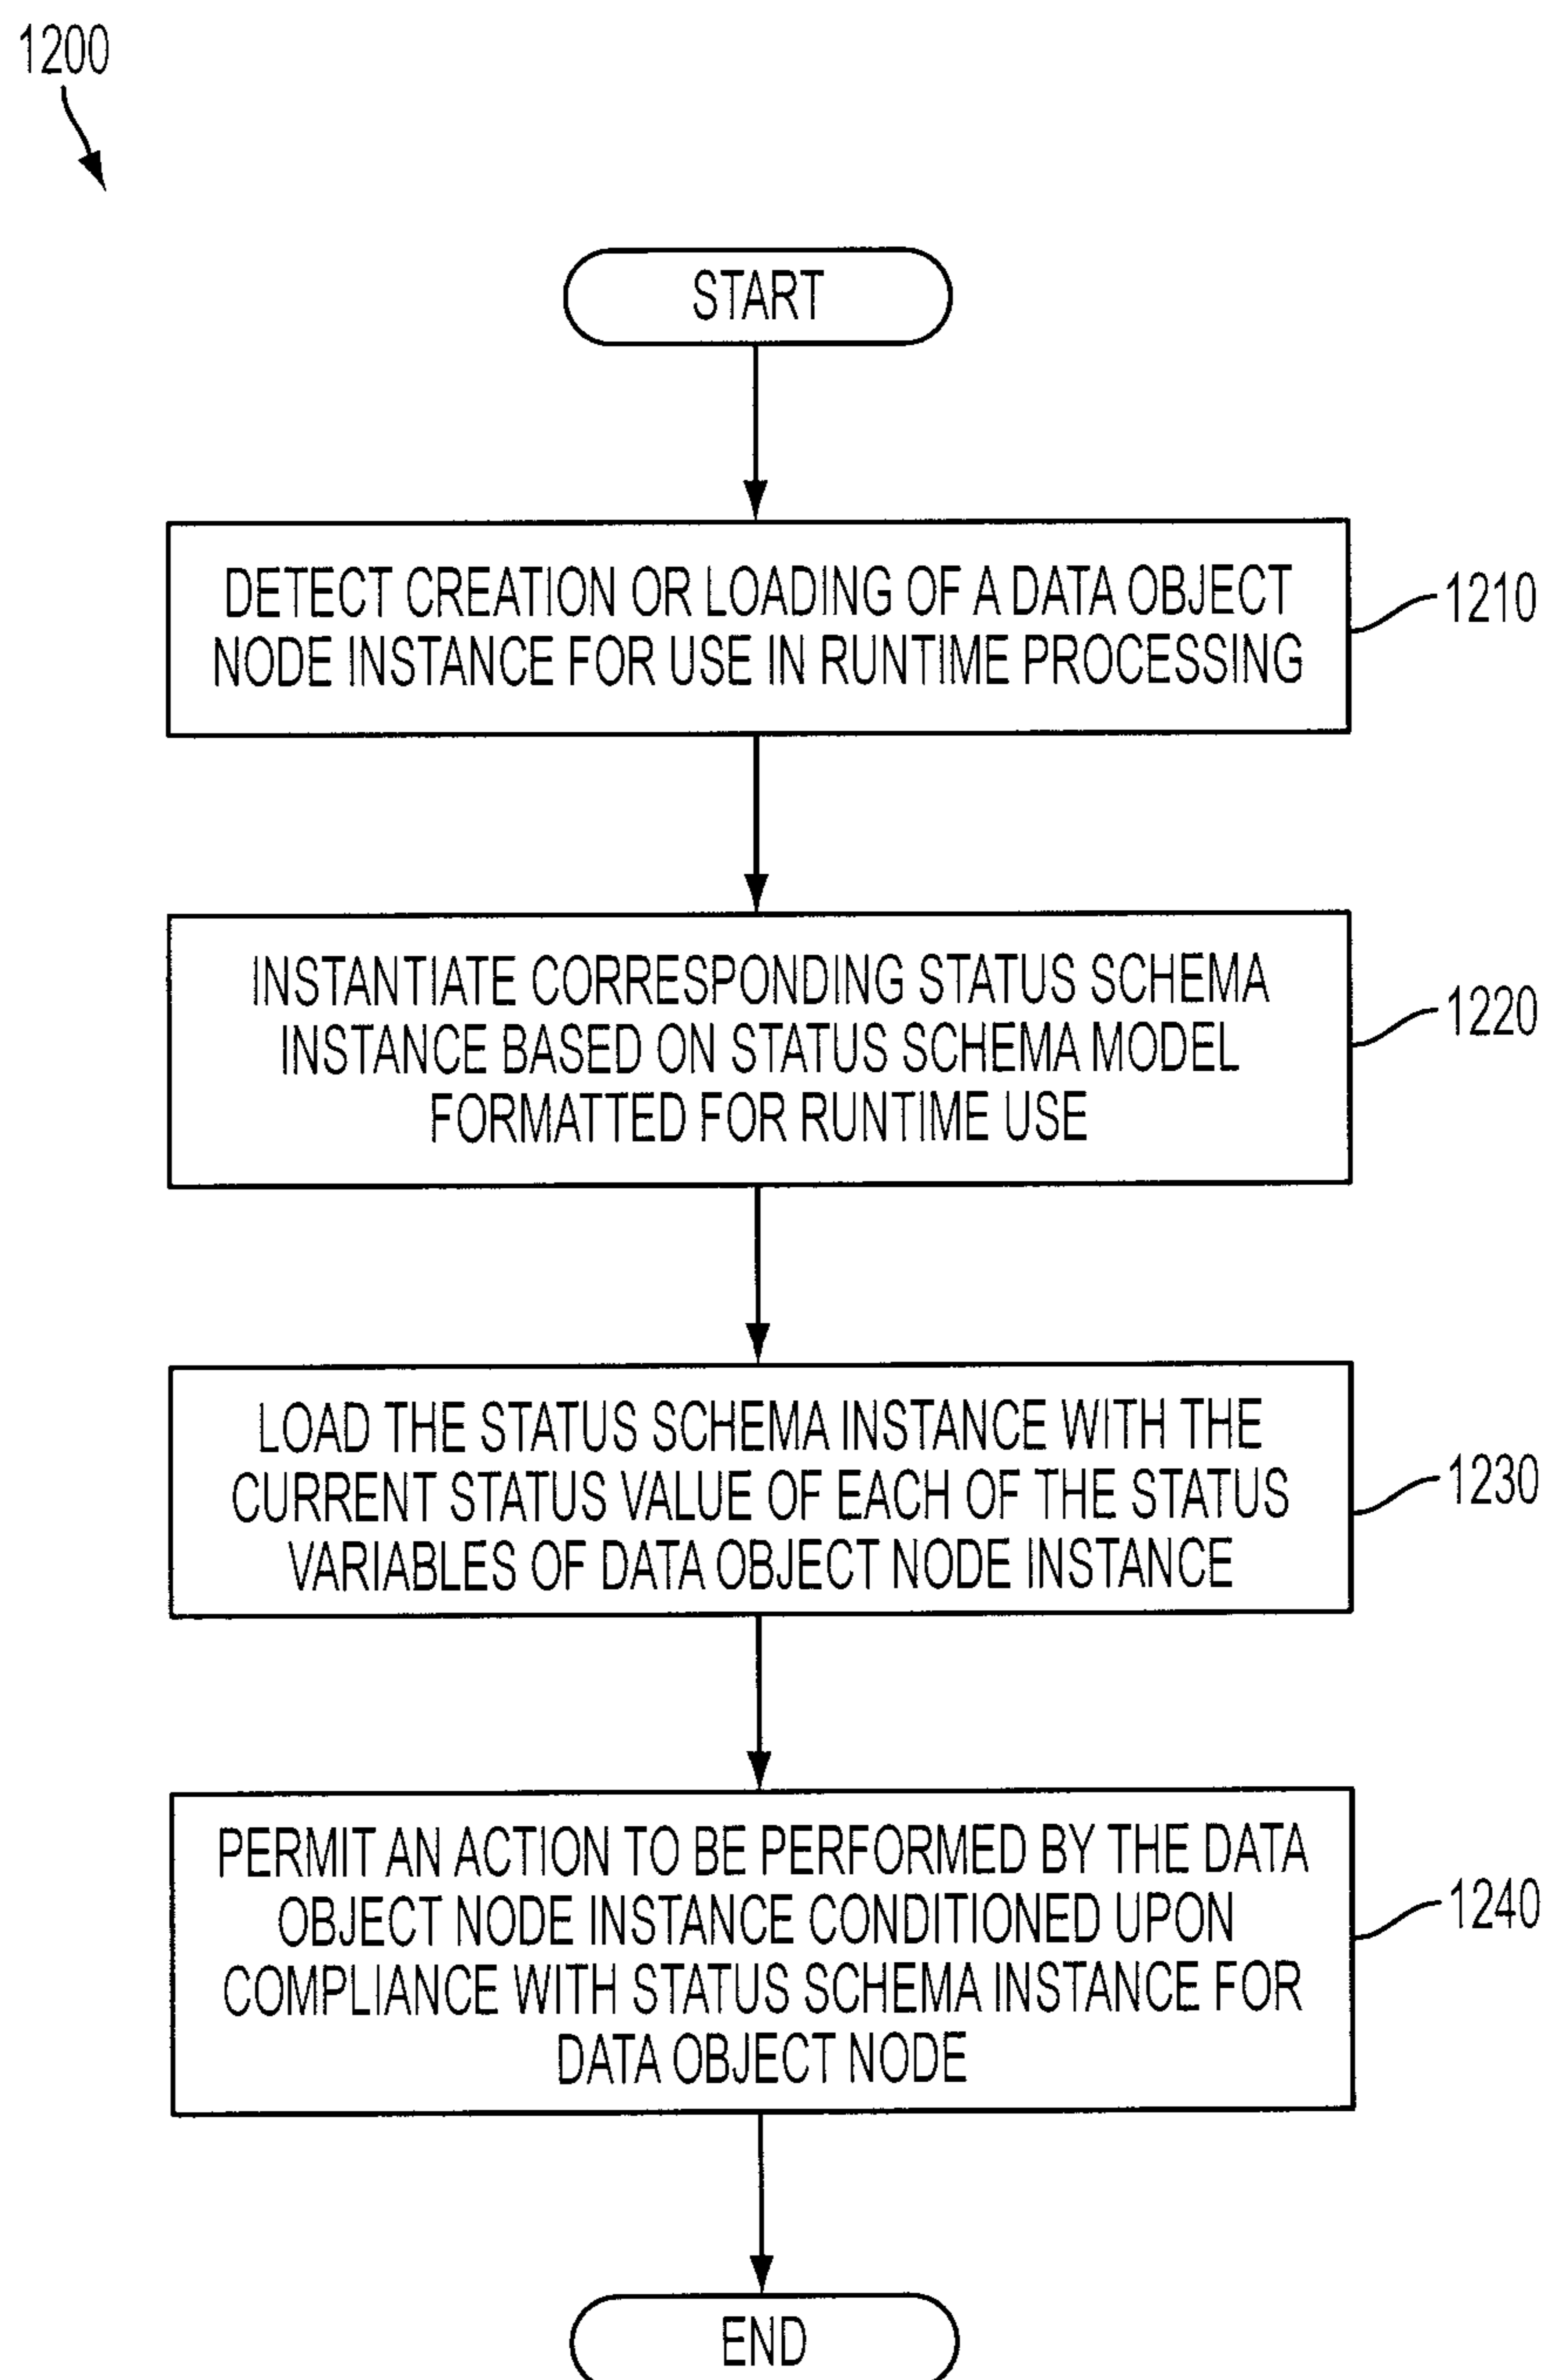 1200
START
DETECT CREATION OR LOADING OF A DATA OBJECT
NODE INSTANCE FOR USE IN RUNTIME PROCESSING
1210
INSTANTIATE CORRESPONDING STATUS SCHEMA
INSTANCE BASED ON STATUS SCHEMA MODEL
FORMATTED FOR RUNTIME USE
1220
LOAD THE STATUS SCHEMA INSTANCE WITH THE
CURRENT STATUS VALUE OF EACH OF THE STATUS
VARIABLES OF DATA OBJECT NODE INSTANCE
1230
PERMIT AN ACTION TO BE PERFORMED BY THE DATA
OBJECT NODE INSTANCE CONDITIONED UPON
COMPLIANCE WITH STATUS SCHEMA INSTANCE FOR
DATA OBJECT NODE
1240
END